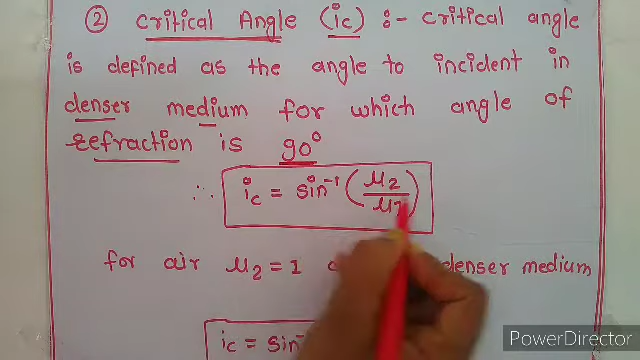 ② Critical Angle (ic) :- critical angle
is defined as the angle to incident in
denser medium for which angle of
refraction is 90°
∴ ic = sin⁻¹ (μ2/μ1)
for air μ2 = 1 denser medium
ic = sin⁻
PowerDirector